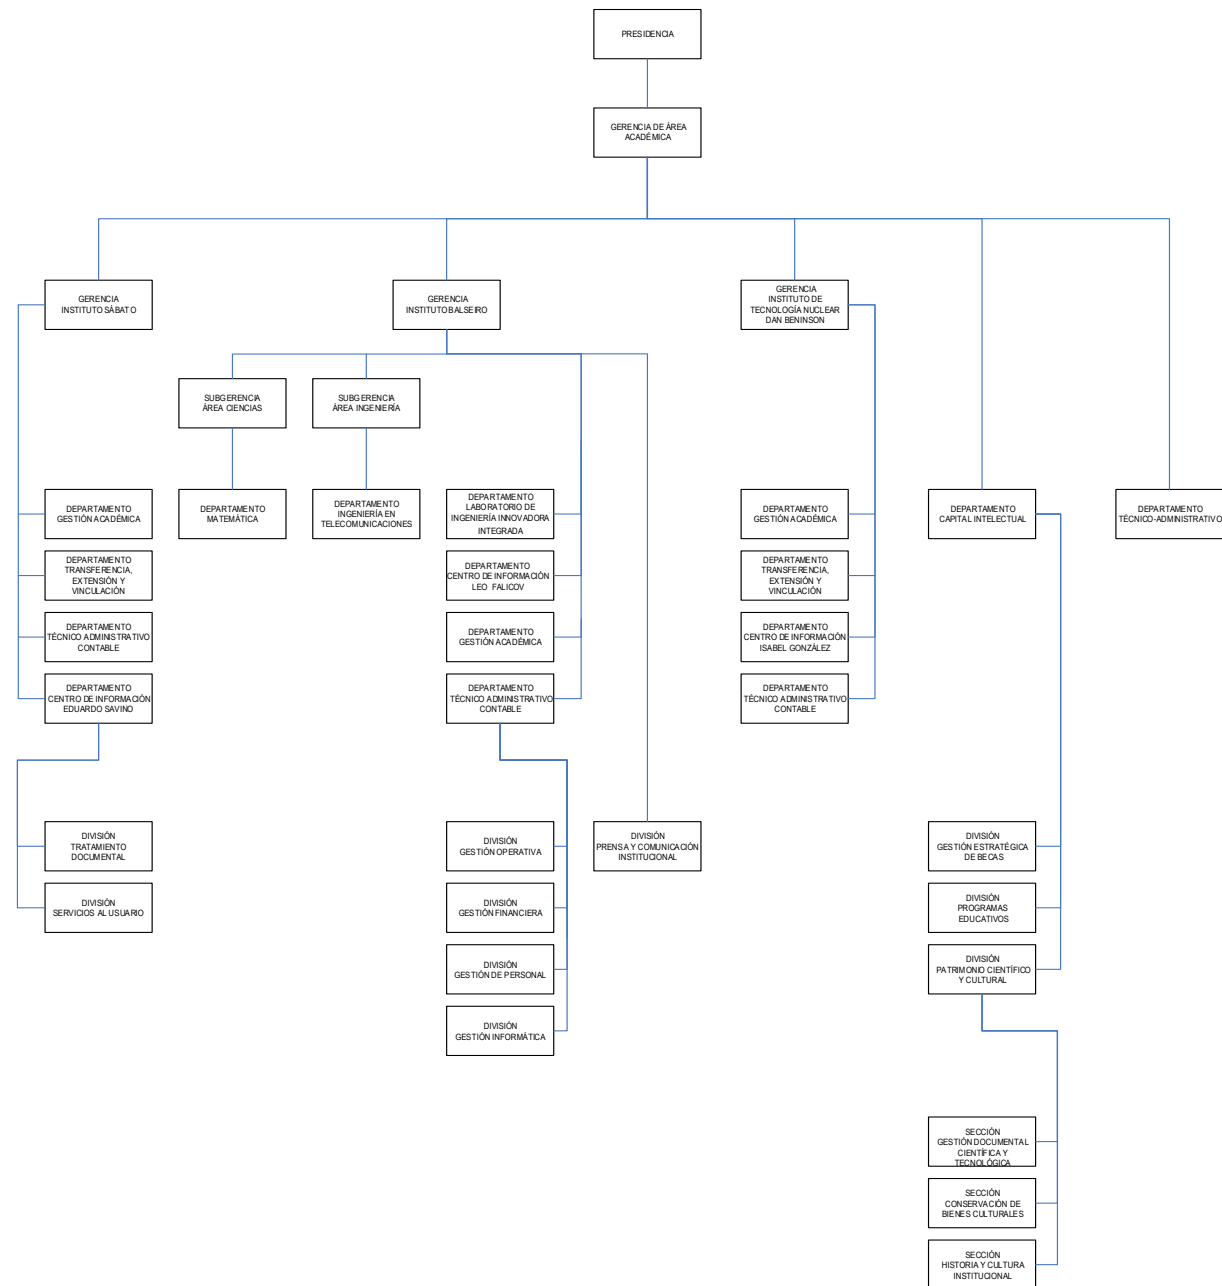 PRESIDENCIA
GERENCIA DE ÁREA
ACADÉMICA
GERENCIA
INSTITUTO SÁBATO
GERENCIA
INSTITUTO BALSEIRO
GERENCIA
INSTITUTO DE
TECNOLOGÍA NUCLEAR
DAN BENINSON
SUBGERENCIA
ÁREA CIENCIAS
SUBGERENCIA
ÁREA INGENIERÍA
DEPARTAMENTO
GESTIÓN ACADÉMICA
DEPARTAMENTO
MATEMÁTICA
DEPARTAMENTO
INGENIERÍA EN
TELECOMUNICACIONES
DEPARTAMENTO
LABORATORIO DE
INGENIERÍA INNOVADORA
INTEGRADA
DEPARTAMENTO
GESTIÓN ACADÉMICA
DEPARTAMENTO
CAPITAL INTELECTUAL
DEPARTAMENTO
TÉCNICO-ADMINISTRATIVO
DEPARTAMENTO
TRANSFERENCIA,
EXTENSIÓN Y
VINCULACIÓN
DEPARTAMENTO
CENTRO DE INFORMACIÓN
LEO FALICOV
DEPARTAMENTO
TRANSFERENCIA,
EXTENSIÓN Y
VINCULACIÓN
DEPARTAMENTO
TÉCNICO ADMINISTRATIVO
CONTABLE
DEPARTAMENTO
GESTIÓN ACADÉMICA
DEPARTAMENTO
CENTRO DE INFORMACIÓN
ISABEL GONZÁLEZ
DEPARTAMENTO
CENTRO DE INFORMACIÓN
EDUARDO SAVINO
DEPARTAMENTO
TÉCNICO ADMINISTRATIVO
CONTABLE
DEPARTAMENTO
TÉCNICO ADMINISTRATIVO
CONTABLE
DIVISIÓN
TRATAMIENTO
DOCUMENTAL
DIVISIÓN
GESTIÓN OPERATIVA
DIVISIÓN
PRENSA Y COMUNICACIÓN
INSTITUCIONAL
DIVISIÓN
GESTIÓN ESTRATÉGICA
DE BECAS
DIVISIÓN
SERVICIOS AL USUARIO
DIVISIÓN
GESTIÓN FINANCIERA
DIVISIÓN
PROGRAMAS
EDUCATIVOS
DIVISIÓN
GESTIÓN DE PERSONAL
DIVISIÓN
PATRIMONIO CIENTÍFICO
Y CULTURAL
DIVISIÓN
GESTIÓN INFORMÁTICA
SECCIÓN
GESTIÓN DOCUMENTAL
CIENTÍFICA Y
TECNOLÓGICA
SECCIÓN
CONSERVACIÓN DE
BIENES CULTURALES
SECCIÓN
HISTORIA Y CULTURA
INSTITUCIONAL